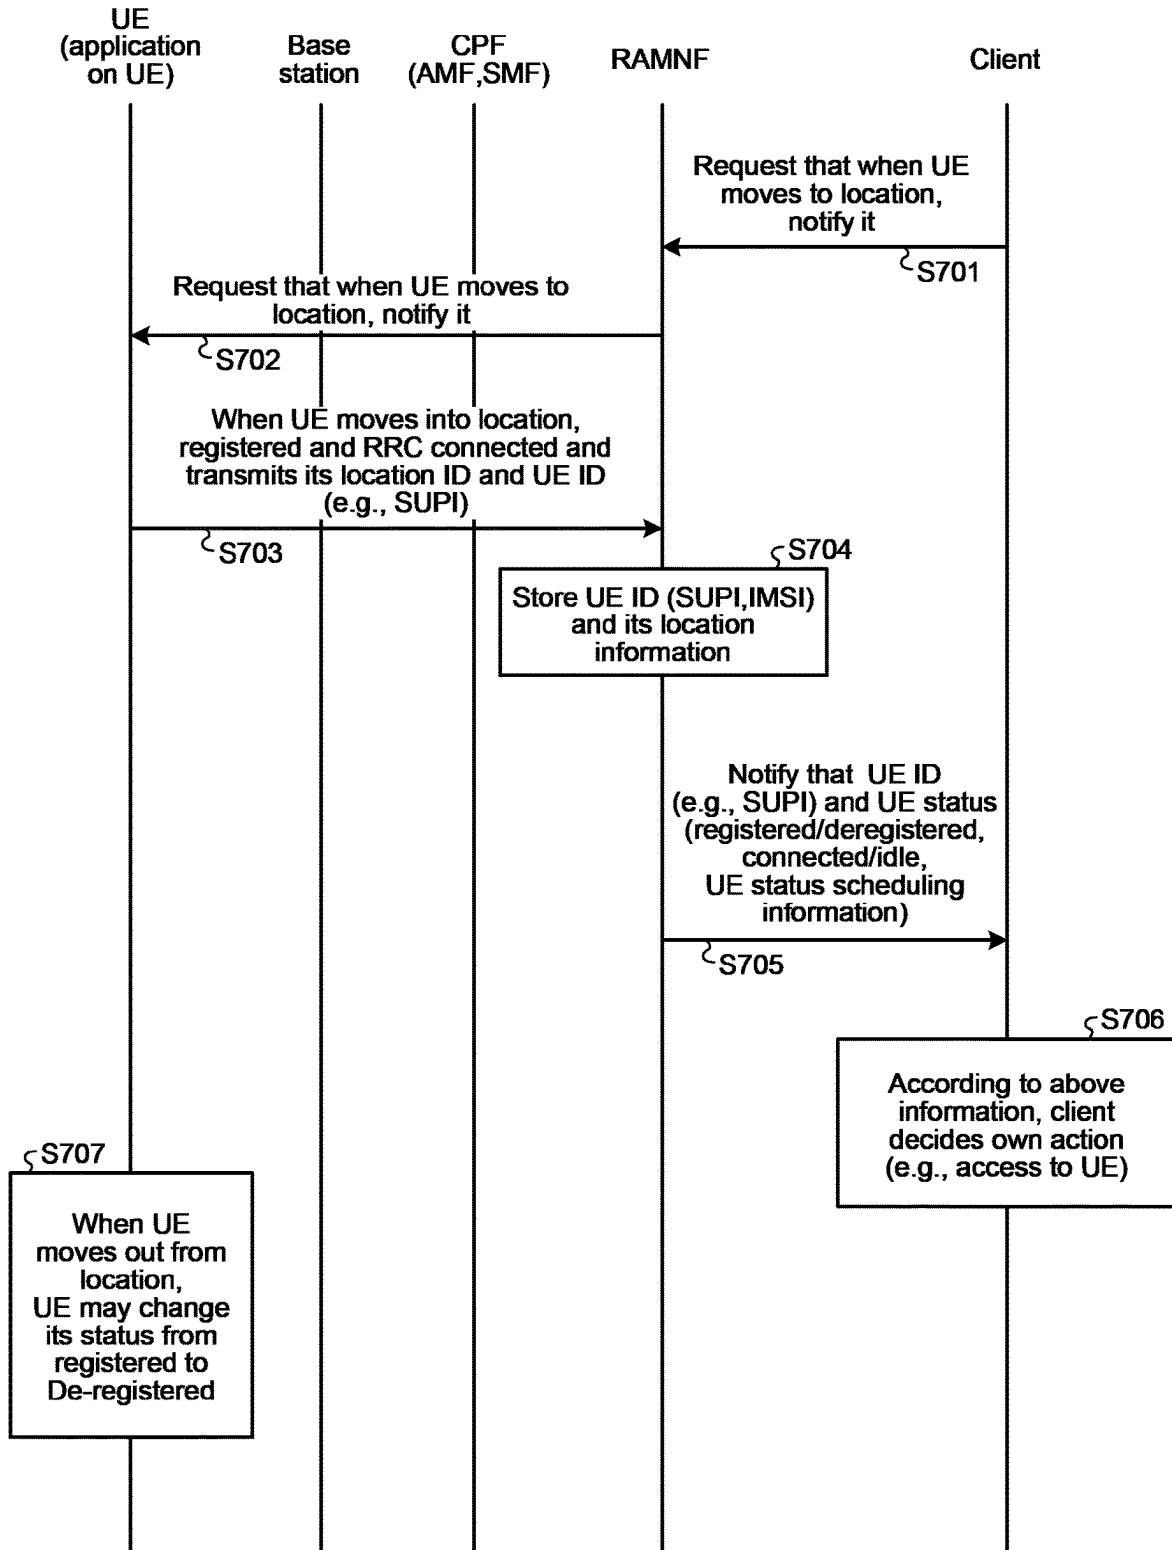 UE
(application
on UE)
Base
station
CPF
(AMF,SMF)
RAMNF
Client
Request that when UE
moves to location,
notify it
S701
Request that when UE moves to
location, notify it
S702
When UE moves into location,
registered and RRC connected and
transmits its location ID and UE ID
(e.g., SUPI)
S703
S704
Store UE ID (SUPI,IMSI)
and its location
information
Notify that UE ID
(e.g., SUPI) and UE status
(registered/deregistered,
connected/idle,
UE status scheduling
information)
S705
S706
According to above
information, client
decides own action
(e.g., access to UE)
S707
When UE
moves out from
location,
UE may change
its status from
registered to
De-registered